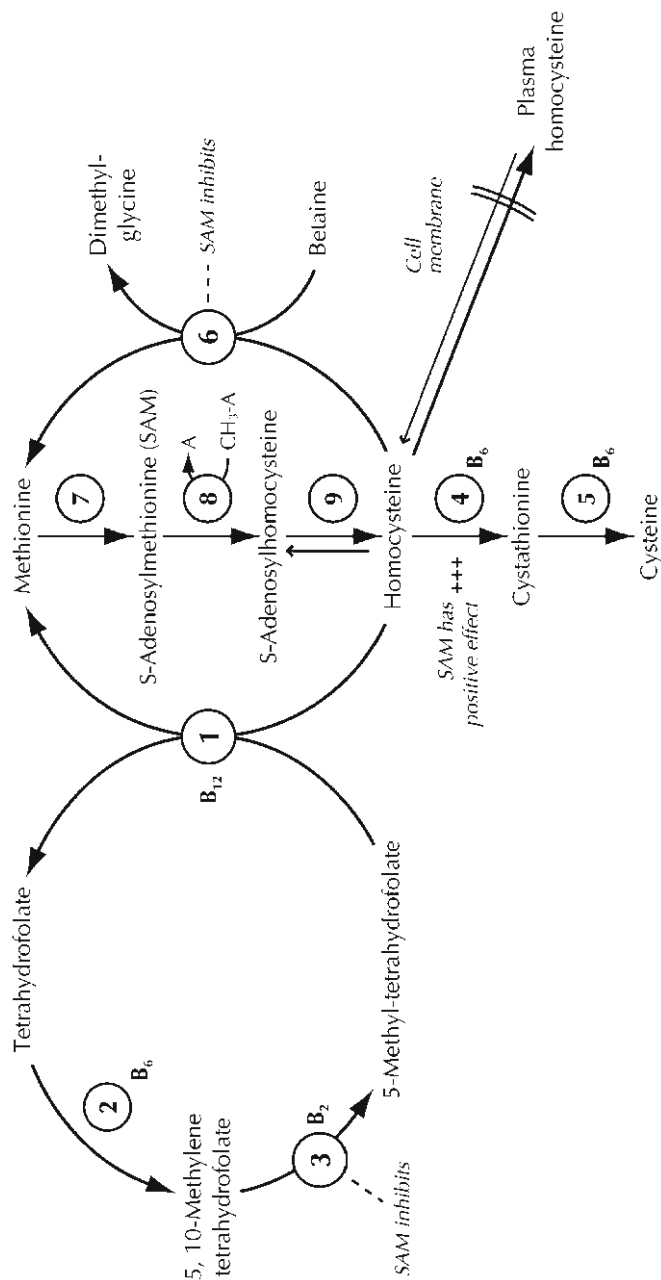 Tetrahydrofolate
Methionine
Dimethyl-
glycine
2
B₆
7
S-Adenosylmethionine (SAM)
5, 10-Methylene
tetrahydrofolate
B₁₂
1
8
A
CH₃-A
6
SAM inhibits
3
B₂
S-Adenosylhomocysteine
9
Betaine
SAM inhibits
5-Methyl-tetrahydrofolate
Homocysteine
Cell
membrane
SAM has
positive effect
+++
4
B₆
Cystathionine
Plasma
homocysteine
5
B₆
Cysteine